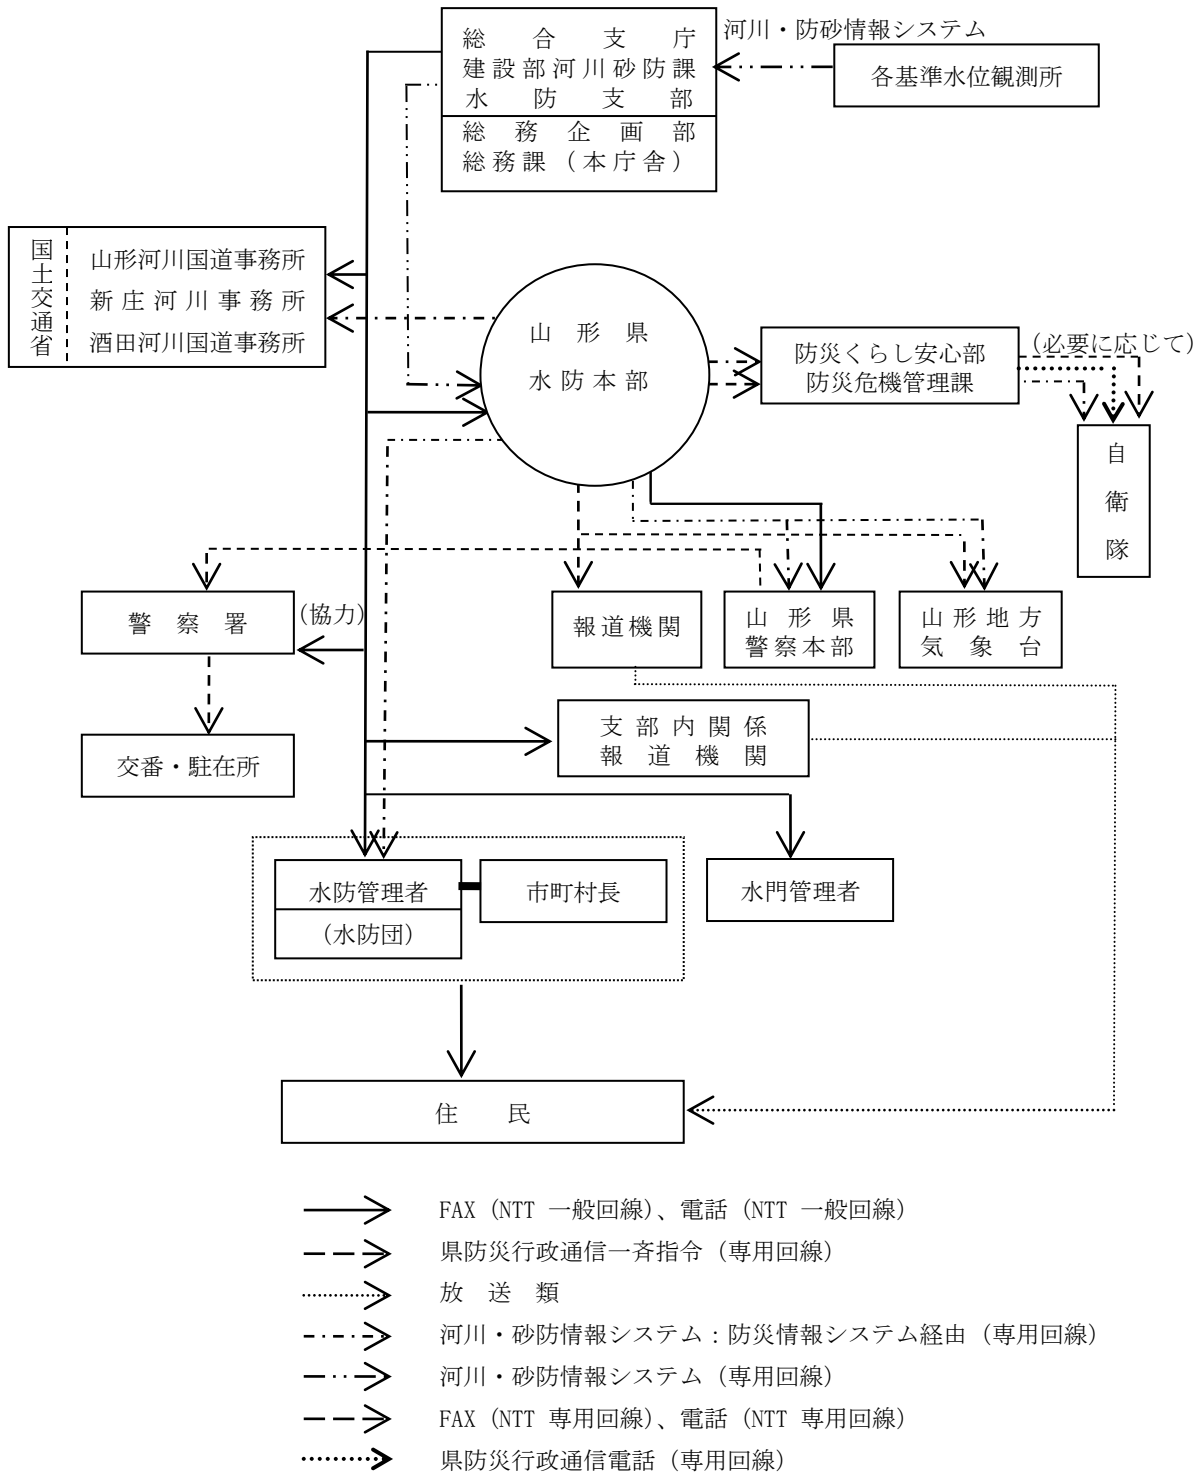 総合支庁
建設部河川砂防課
水防支部
総務企画部
総務課（本庁舎）
河川・防砂情報システム
各基準水位観測所
国土交通省
山形河川国道事務所
新庄河川事務所
酒田河川国道事務所
山形県
水防本部
防災くらし安心部
防災危機管理課
（必要に応じて）
自衛隊
警察署
（協力）
報道機関
山形県
警察本部
山形地方
気象台
交番・駐在所
支部内関係
報道機関
水防管理者
（水防団）
市町村長
水門管理者
住民
FAX（NTT 一般回線）、電話（NTT 一般回線）
県防災行政通信一斉指令（専用回線）
放送類
河川・砂防情報システム：防災情報システム経由（専用回線）
河川・砂防情報システム（専用回線）
FAX（NTT 専用回線）、電話（NTT 専用回線）
県防災行政通信電話（専用回線）